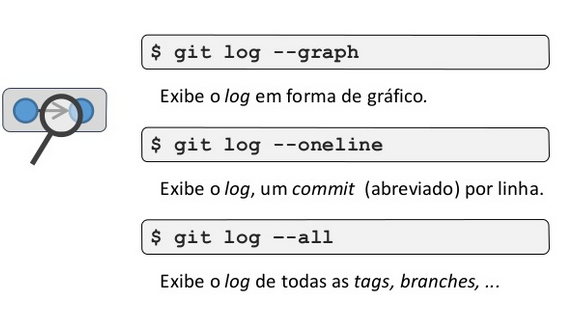 $ git log --graph
Exibe o log em forma de gráfico.
$ git log --oneline
Exibe o log, um commit (abreviado) por linha.
$ git log --all
Exibe o log de todas as tags, branches, ...